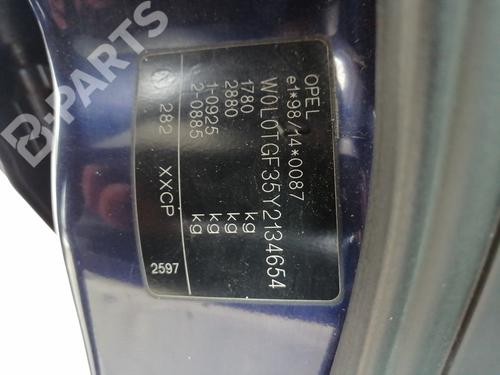 OPEL
e1*98/14*0087
W0L0TGF35Y2134654
1780 kg
2880 kg
1-0925 kg
2-0885 kg
282 XXCP
2597
B-PARTS
B-PARTS